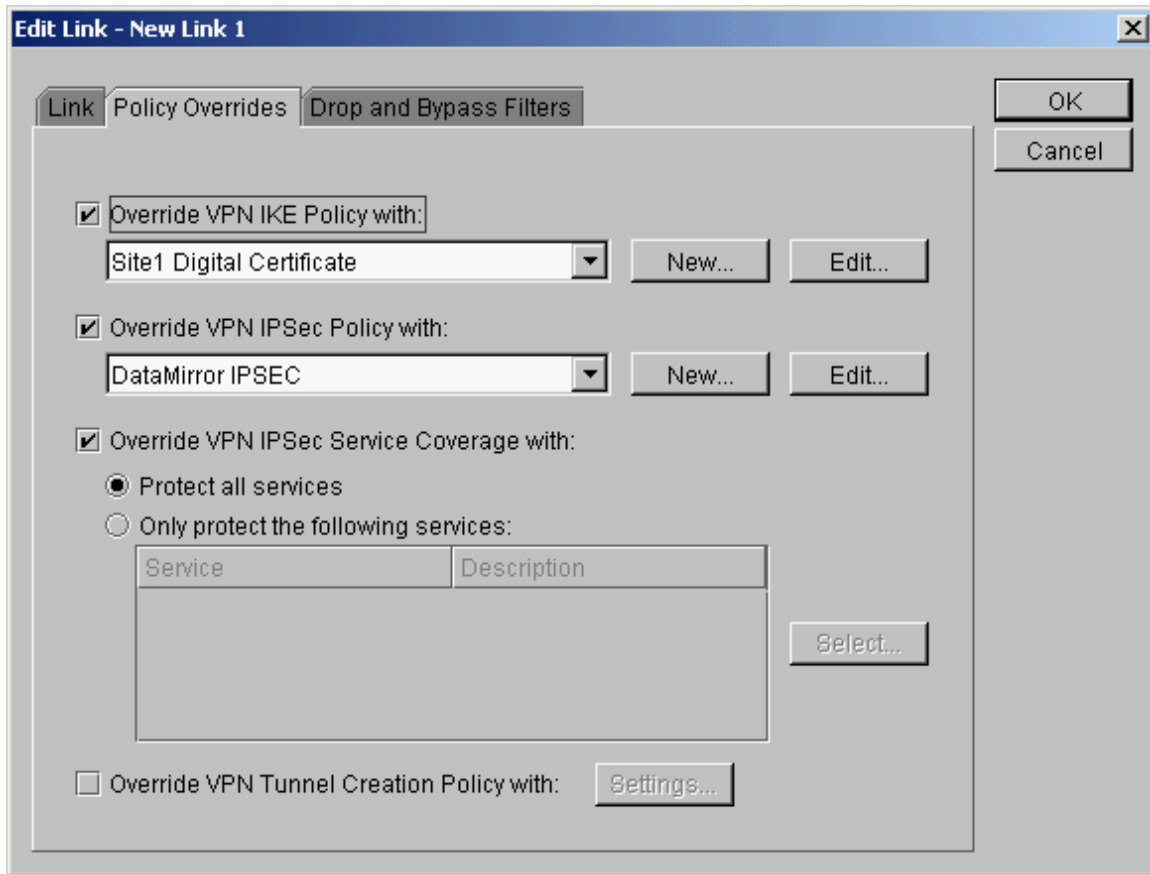 Edit Link - New Link 1
Link Policy Overrides Drop and Bypass Filters
OK
Cancel
Override VPN IKE Policy with:
Site1 Digital Certificate New... Edit...
Override VPN IPSec Policy with:
DataMirror IPSEC New... Edit...
Override VPN IPSec Service Coverage with:
Protect all services
Only protect the following services:
Service Description
Select...
Override VPN Tunnel Creation Policy with: Settings...